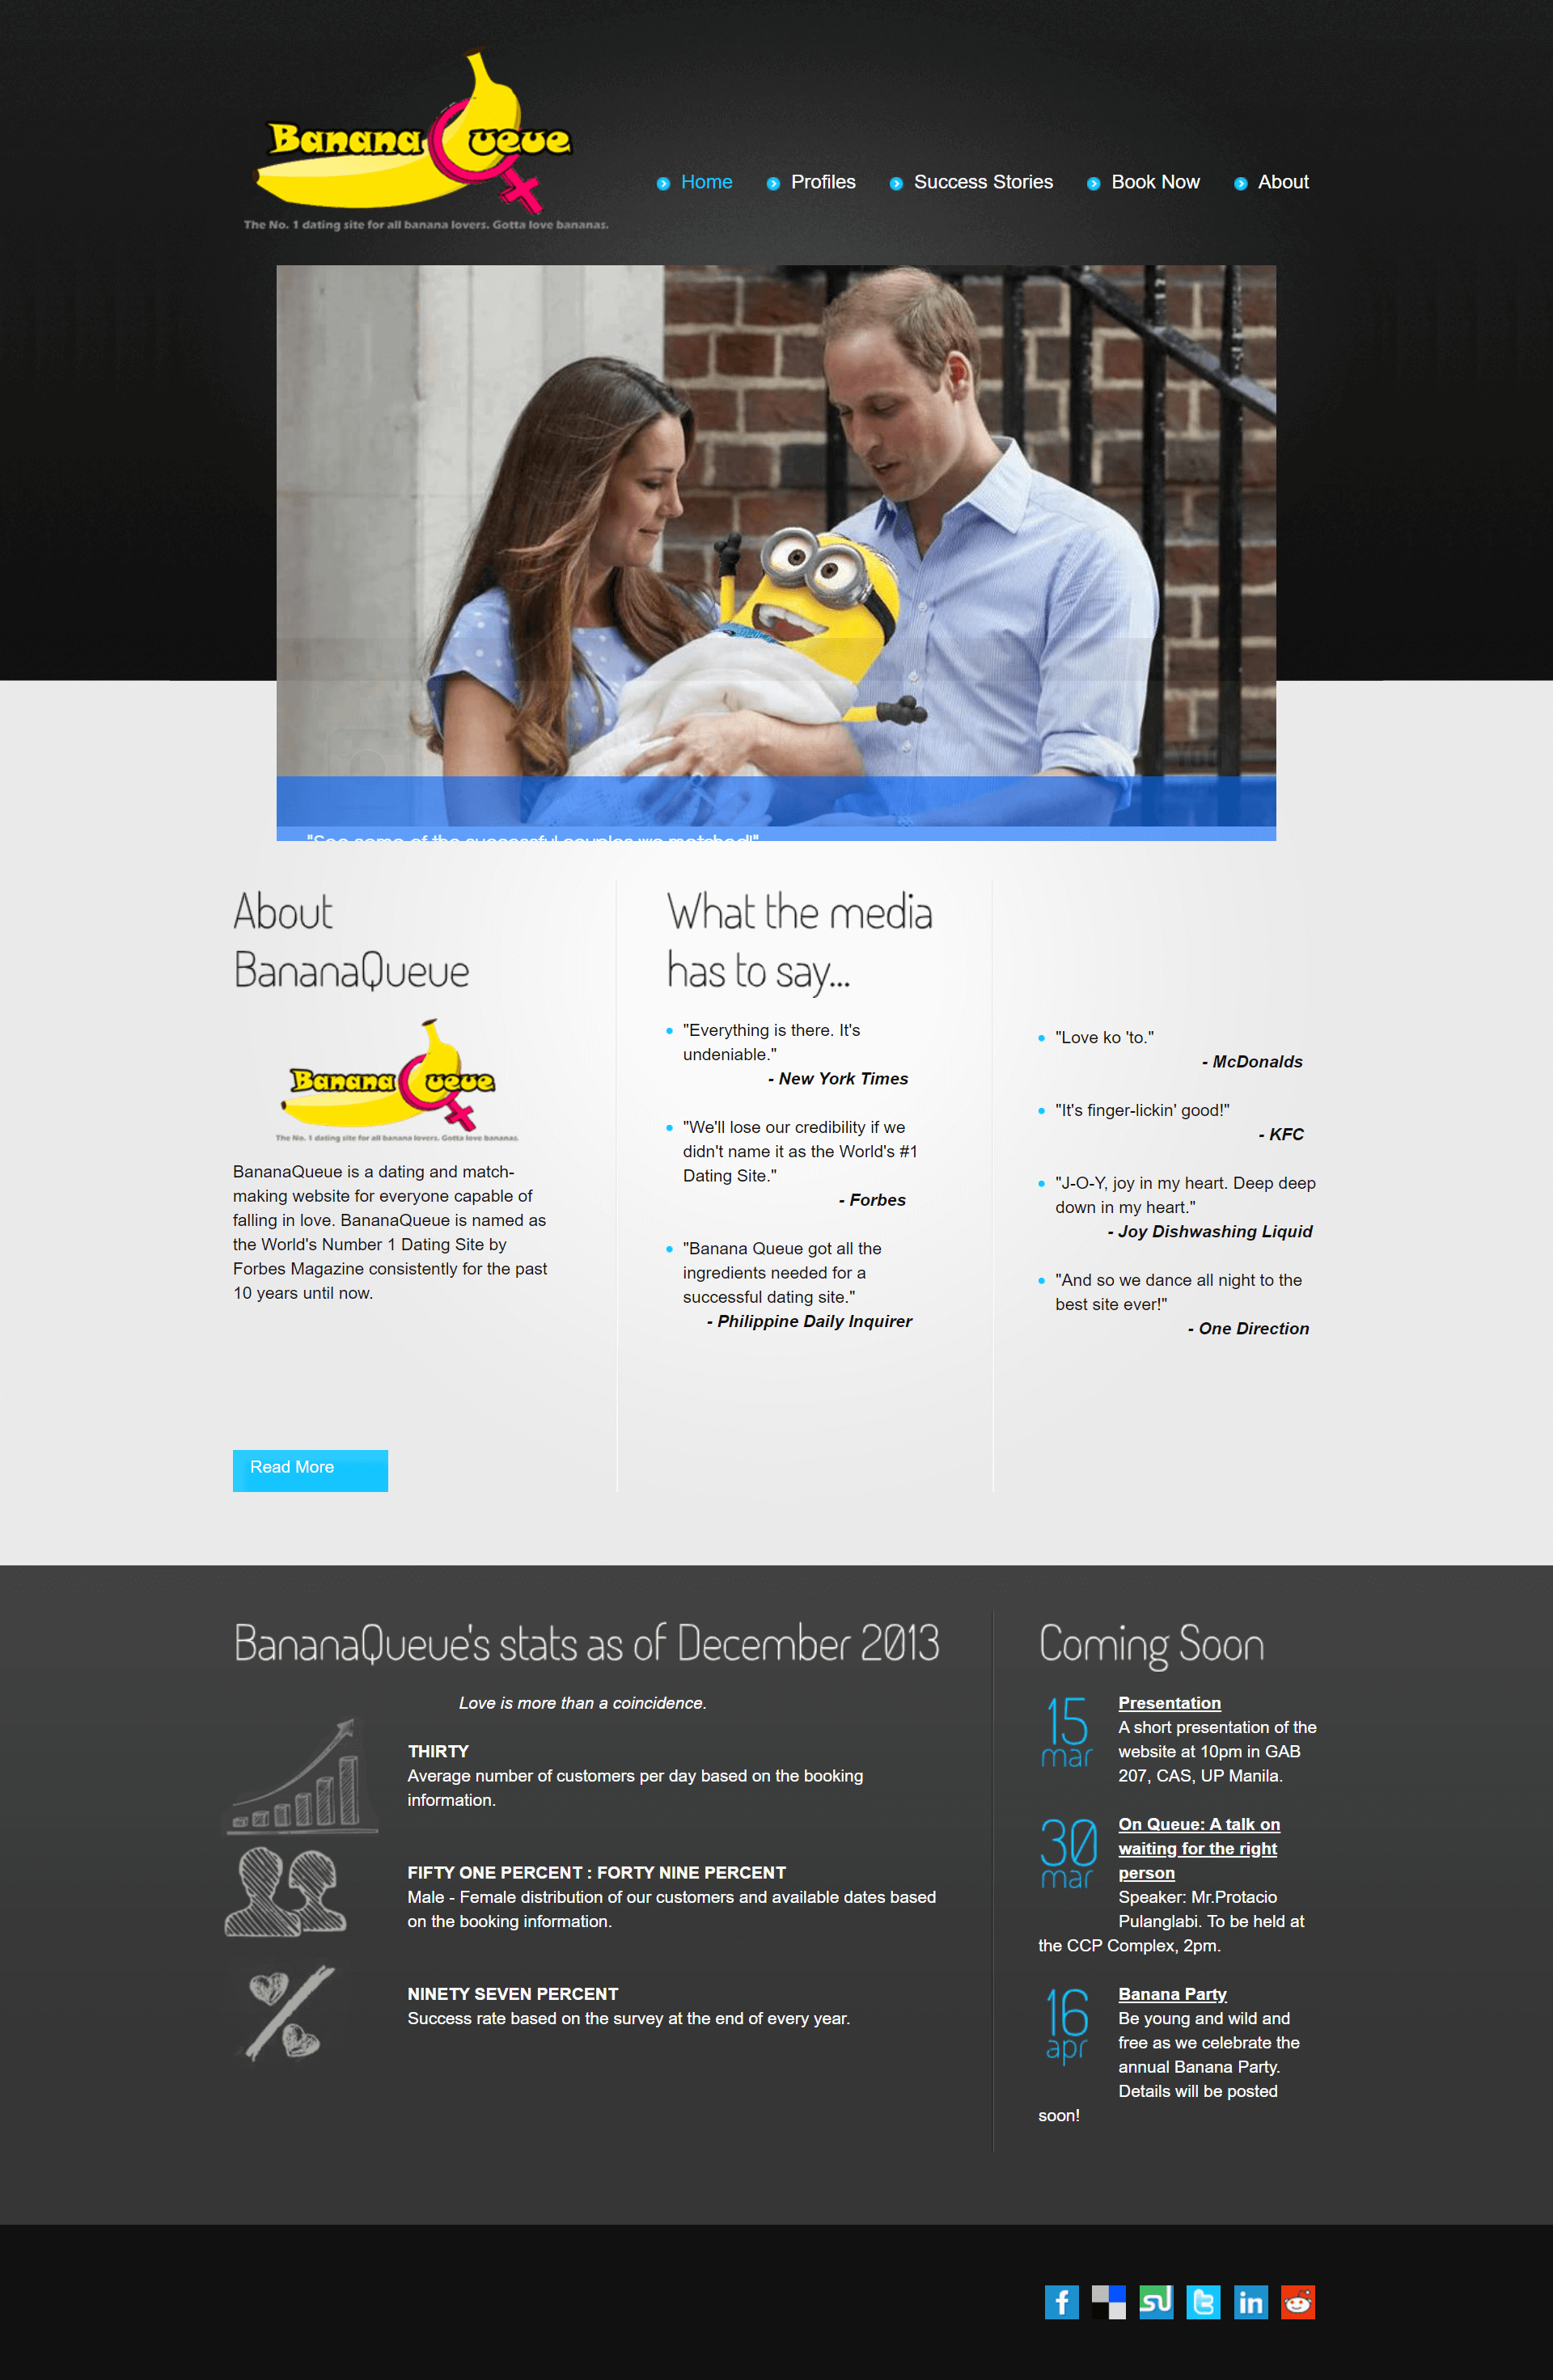 Banana Queue
The No. 1 dating site for all banana lovers. Gotta love bananas.
Home
Profiles
Success Stories
Book Now
About
"See some of the successful couples we matched!"
About
BananaQueue
Banana Queue
The No. 1 dating site for all banana lovers. Gotta love bananas.
BananaQueue is a dating and match-
making website for everyone capable of
falling in love. BananaQueue is named as
the World's Number 1 Dating Site by
Forbes Magazine consistently for the past
10 years until now.
Read More
What the media
has to say...
"Everything is there. It's
undeniable."
- New York Times
"We'll lose our credibility if we
didn't name it as the World's #1
Dating Site."
- Forbes
"Banana Queue got all the
ingredients needed for a
successful dating site."
- Philippine Daily Inquirer
"Love ko 'to."
- McDonalds
"It's finger-lickin' good!"
- KFC
"J-O-Y, joy in my heart. Deep deep
down in my heart."
- Joy Dishwashing Liquid
"And so we dance all night to the
best site ever!"
- One Direction
BananaQueue's stats as of December 2013
Love is more than a coincidence.
THIRTY
Average number of customers per day based on the booking
information.
FIFTY ONE PERCENT : FORTY NINE PERCENT
Male - Female distribution of our customers and available dates based
on the booking information.
NINETY SEVEN PERCENT
Success rate based on the survey at the end of every year.
Coming Soon
15
mar
Presentation
A short presentation of the
website at 10pm in GAB
207, CAS, UP Manila.
30
mar
On Queue: A talk on
waiting for the right
person
Speaker: Mr.Protacio
Pulanglabi. To be held at
the CCP Complex, 2pm.
16
apr
Banana Party
Be young and wild and
free as we celebrate the
annual Banana Party.
Details will be posted
soon!